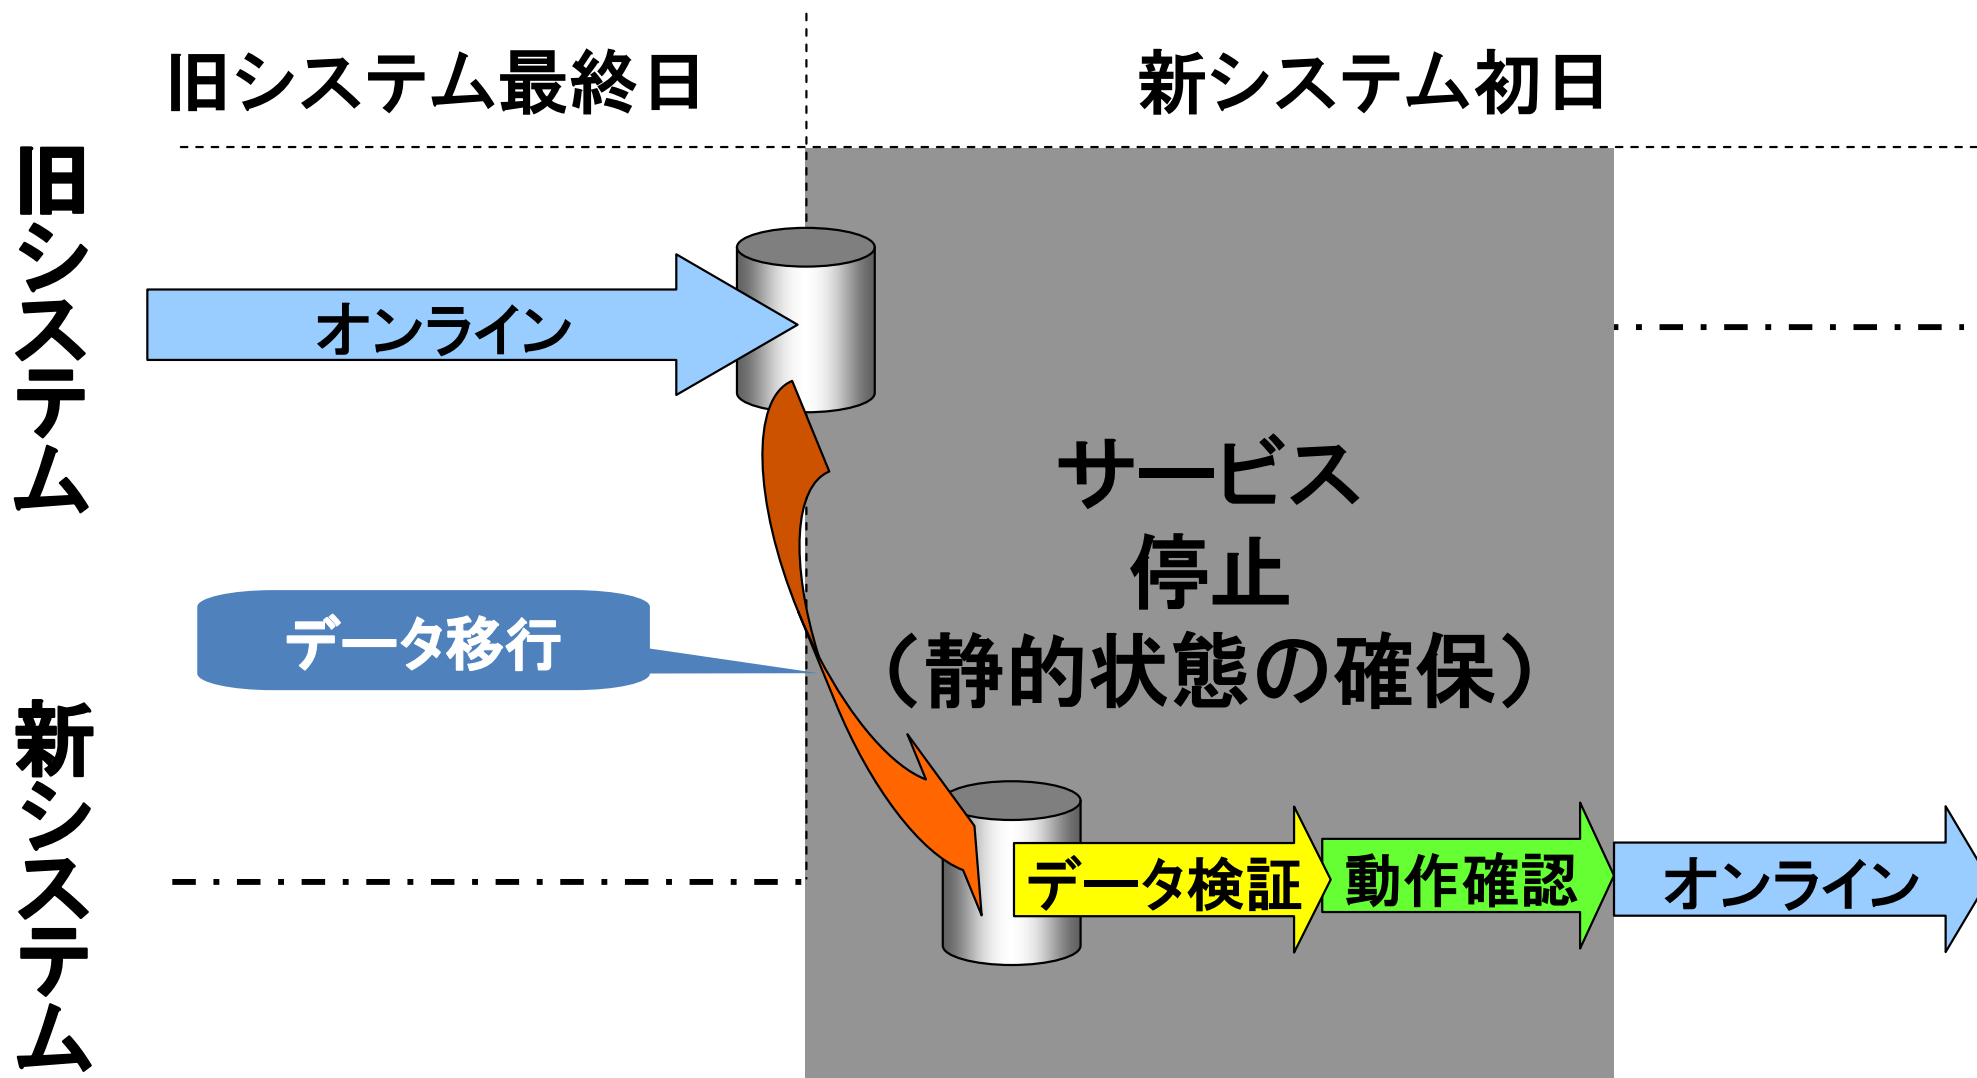 旧システム最終日
新システム初日
旧システム
オンライン
サービス
停止
（静的状態の確保）
データ移行
新システム
データ検証
動作確認
オンライン